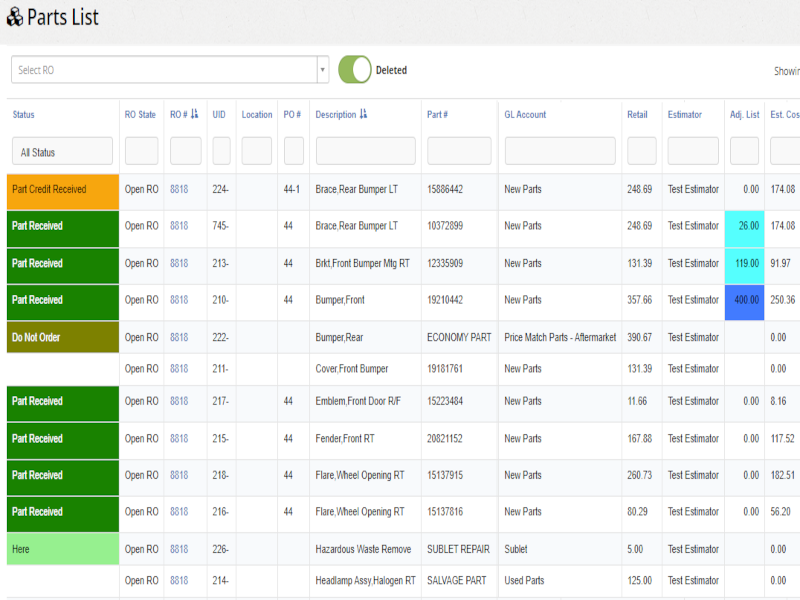 Parts List
Select RO Deleted Showin
Status RO State RO # UID Location PO # Description Part # GL Account Retail Estimator Adj. List Est. Cos
All Status
Part Credit Received Open RO 8818 224- 44-1 Brace,Rear Bumper LT 15886442 New Parts 248.69 Test Estimator 0.00 174.08
Part Received Open RO 8818 745- 44 Brace,Rear Bumper LT 10372899 New Parts 248.69 Test Estimator 26.00 174.08
Part Received Open RO 8818 213- 44 Brkt,Front Bumper Mtg RT 12335909 New Parts 131.39 Test Estimator 119.00 91.97
Part Received Open RO 8818 210- 44 Bumper,Front 19210442 New Parts 357.66 Test Estimator 400.00 250.36
Do Not Order Open RO 8818 222- Bumper,Rear ECONOMY PART Price Match Parts - Aftermarket 390.67 Test Estimator 0.00
Open RO 8818 211- Cover,Front Bumper 19181761 New Parts 131.39 Test Estimator 0.00
Part Received Open RO 8818 217- 44 Emblem,Front Door R/F 15223484 New Parts 11.66 Test Estimator 0.00 8.16
Part Received Open RO 8818 215- 44 Fender,Front RT 20821152 New Parts 167.88 Test Estimator 0.00 117.52
Part Received Open RO 8818 218- 44 Flare,Wheel Opening RT 15137915 New Parts 260.73 Test Estimator 0.00 182.51
Part Received Open RO 8818 216- 44 Flare,Wheel Opening RT 15137816 New Parts 80.29 Test Estimator 0.00 56.20
Here Open RO 8818 226- Hazardous Waste Remove SUBLET REPAIR Sublet 5.00 Test Estimator 0.00
Open RO 8818 214- Headlamp Assy,Halogen RT SALVAGE PART Used Parts 125.00 Test Estimator 0.00